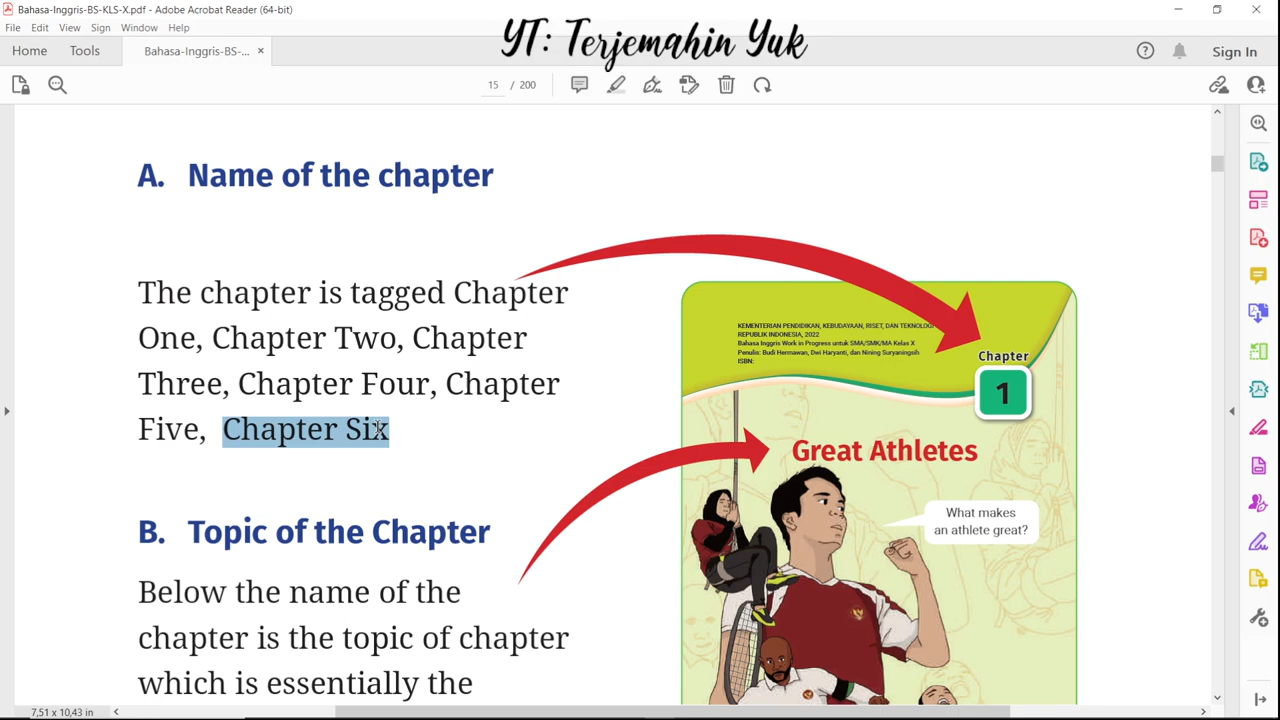 Bahasa-Inggris-BS-KLS-X.pdf - Adobe Acrobat Reader (64-bit)
YT: Terjemahin Yuk
File Edit View Sign Window Help
Home Tools Bahasa-Inggris-BS-... × Sign In
15 / 200
A. Name of the chapter
The chapter is tagged Chapter
One, Chapter Two, Chapter
Three, Chapter Four, Chapter
Five, Chapter Six
KEMENTERIAN PENDIDIKAN, KEBUDAYAAN, RISET, DAN TEKNOLOGI
REPUBLIK INDONESIA, 2022
Bahasa Inggris Work in Progress untuk SMA/SMK/MA Kelas X
Penulis: Budi Hermawan, Dwi Haryanti, dan Nining Suryaningsih
ISBN:
Chapter
1
Great Athletes
What makes
an athlete great?
B. Topic of the Chapter
Below the name of the
chapter is the topic of chapter
which is essentially the
7,51 x 10,43 in